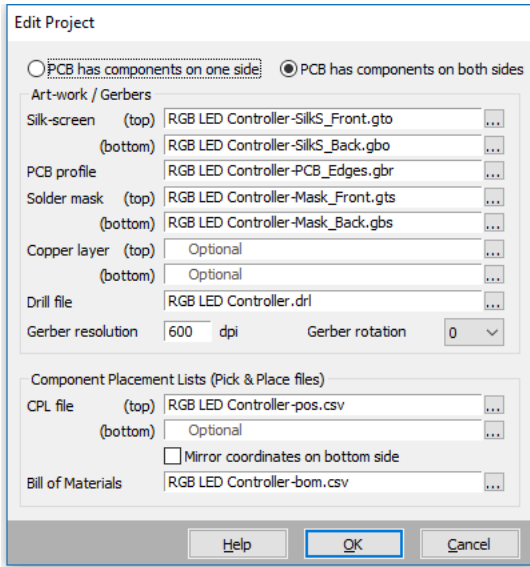 Edit Project
PCB has components on one side PCB has components on both sides
Art-work / Gerbers
Silk-screen (top) RGB LED Controller-SilkS_Front.gto ...
(bottom) RGB LED Controller-SilkS_Back.gbo ...
PCB profile RGB LED Controller-PCB_Edges.gbr ...
Solder mask (top) RGB LED Controller-Mask_Front.gts ...
(bottom) RGB LED Controller-Mask_Back.gbs ...
Copper layer (top) Optional ...
(bottom) Optional ...
Drill file RGB LED Controller.drl ...
Gerber resolution 600 dpi Gerber rotation 0
Component Placement Lists (Pick & Place files)
CPL file (top) RGB LED Controller-pos.csv ...
(bottom) Optional ...
Mirror coordinates on bottom side
Bill of Materials RGB LED Controller-bom.csv ...
Help OK Cancel